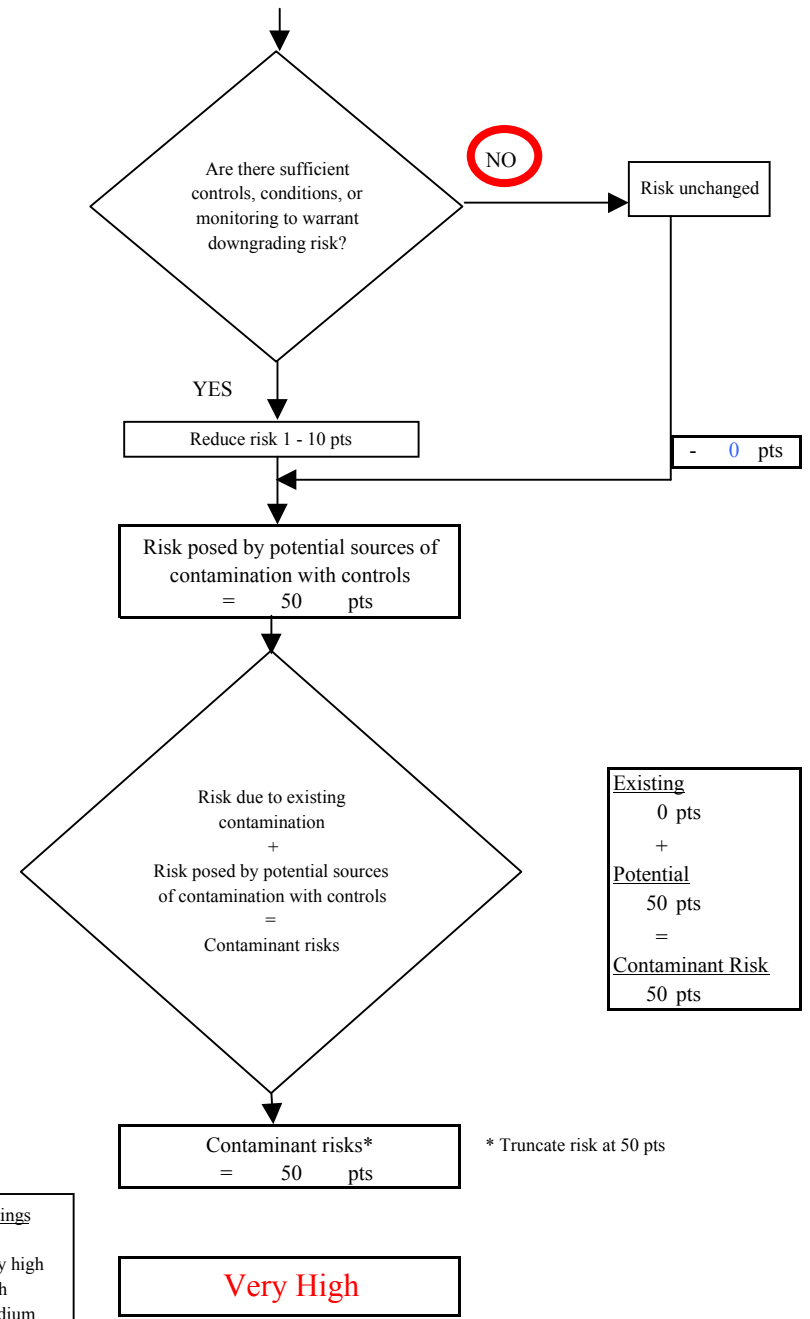 Are there sufficient
controls, conditions, or
monitoring to warrant
downgrading risk?
NO
Risk unchanged
YES
Reduce risk 1 - 10 pts
- 0 pts
Risk posed by potential sources of
contamination with controls
= 50 pts
Risk due to existing
contamination
+
Risk posed by potential sources
of contamination with controls
=
Contaminant risks
Existing
0 pts
+
Potential
50 pts
=
Contaminant Risk
50 pts
Contaminant risks*
= 50 pts
* Truncate risk at 50 pts
ings
y high
h
dium
Very High